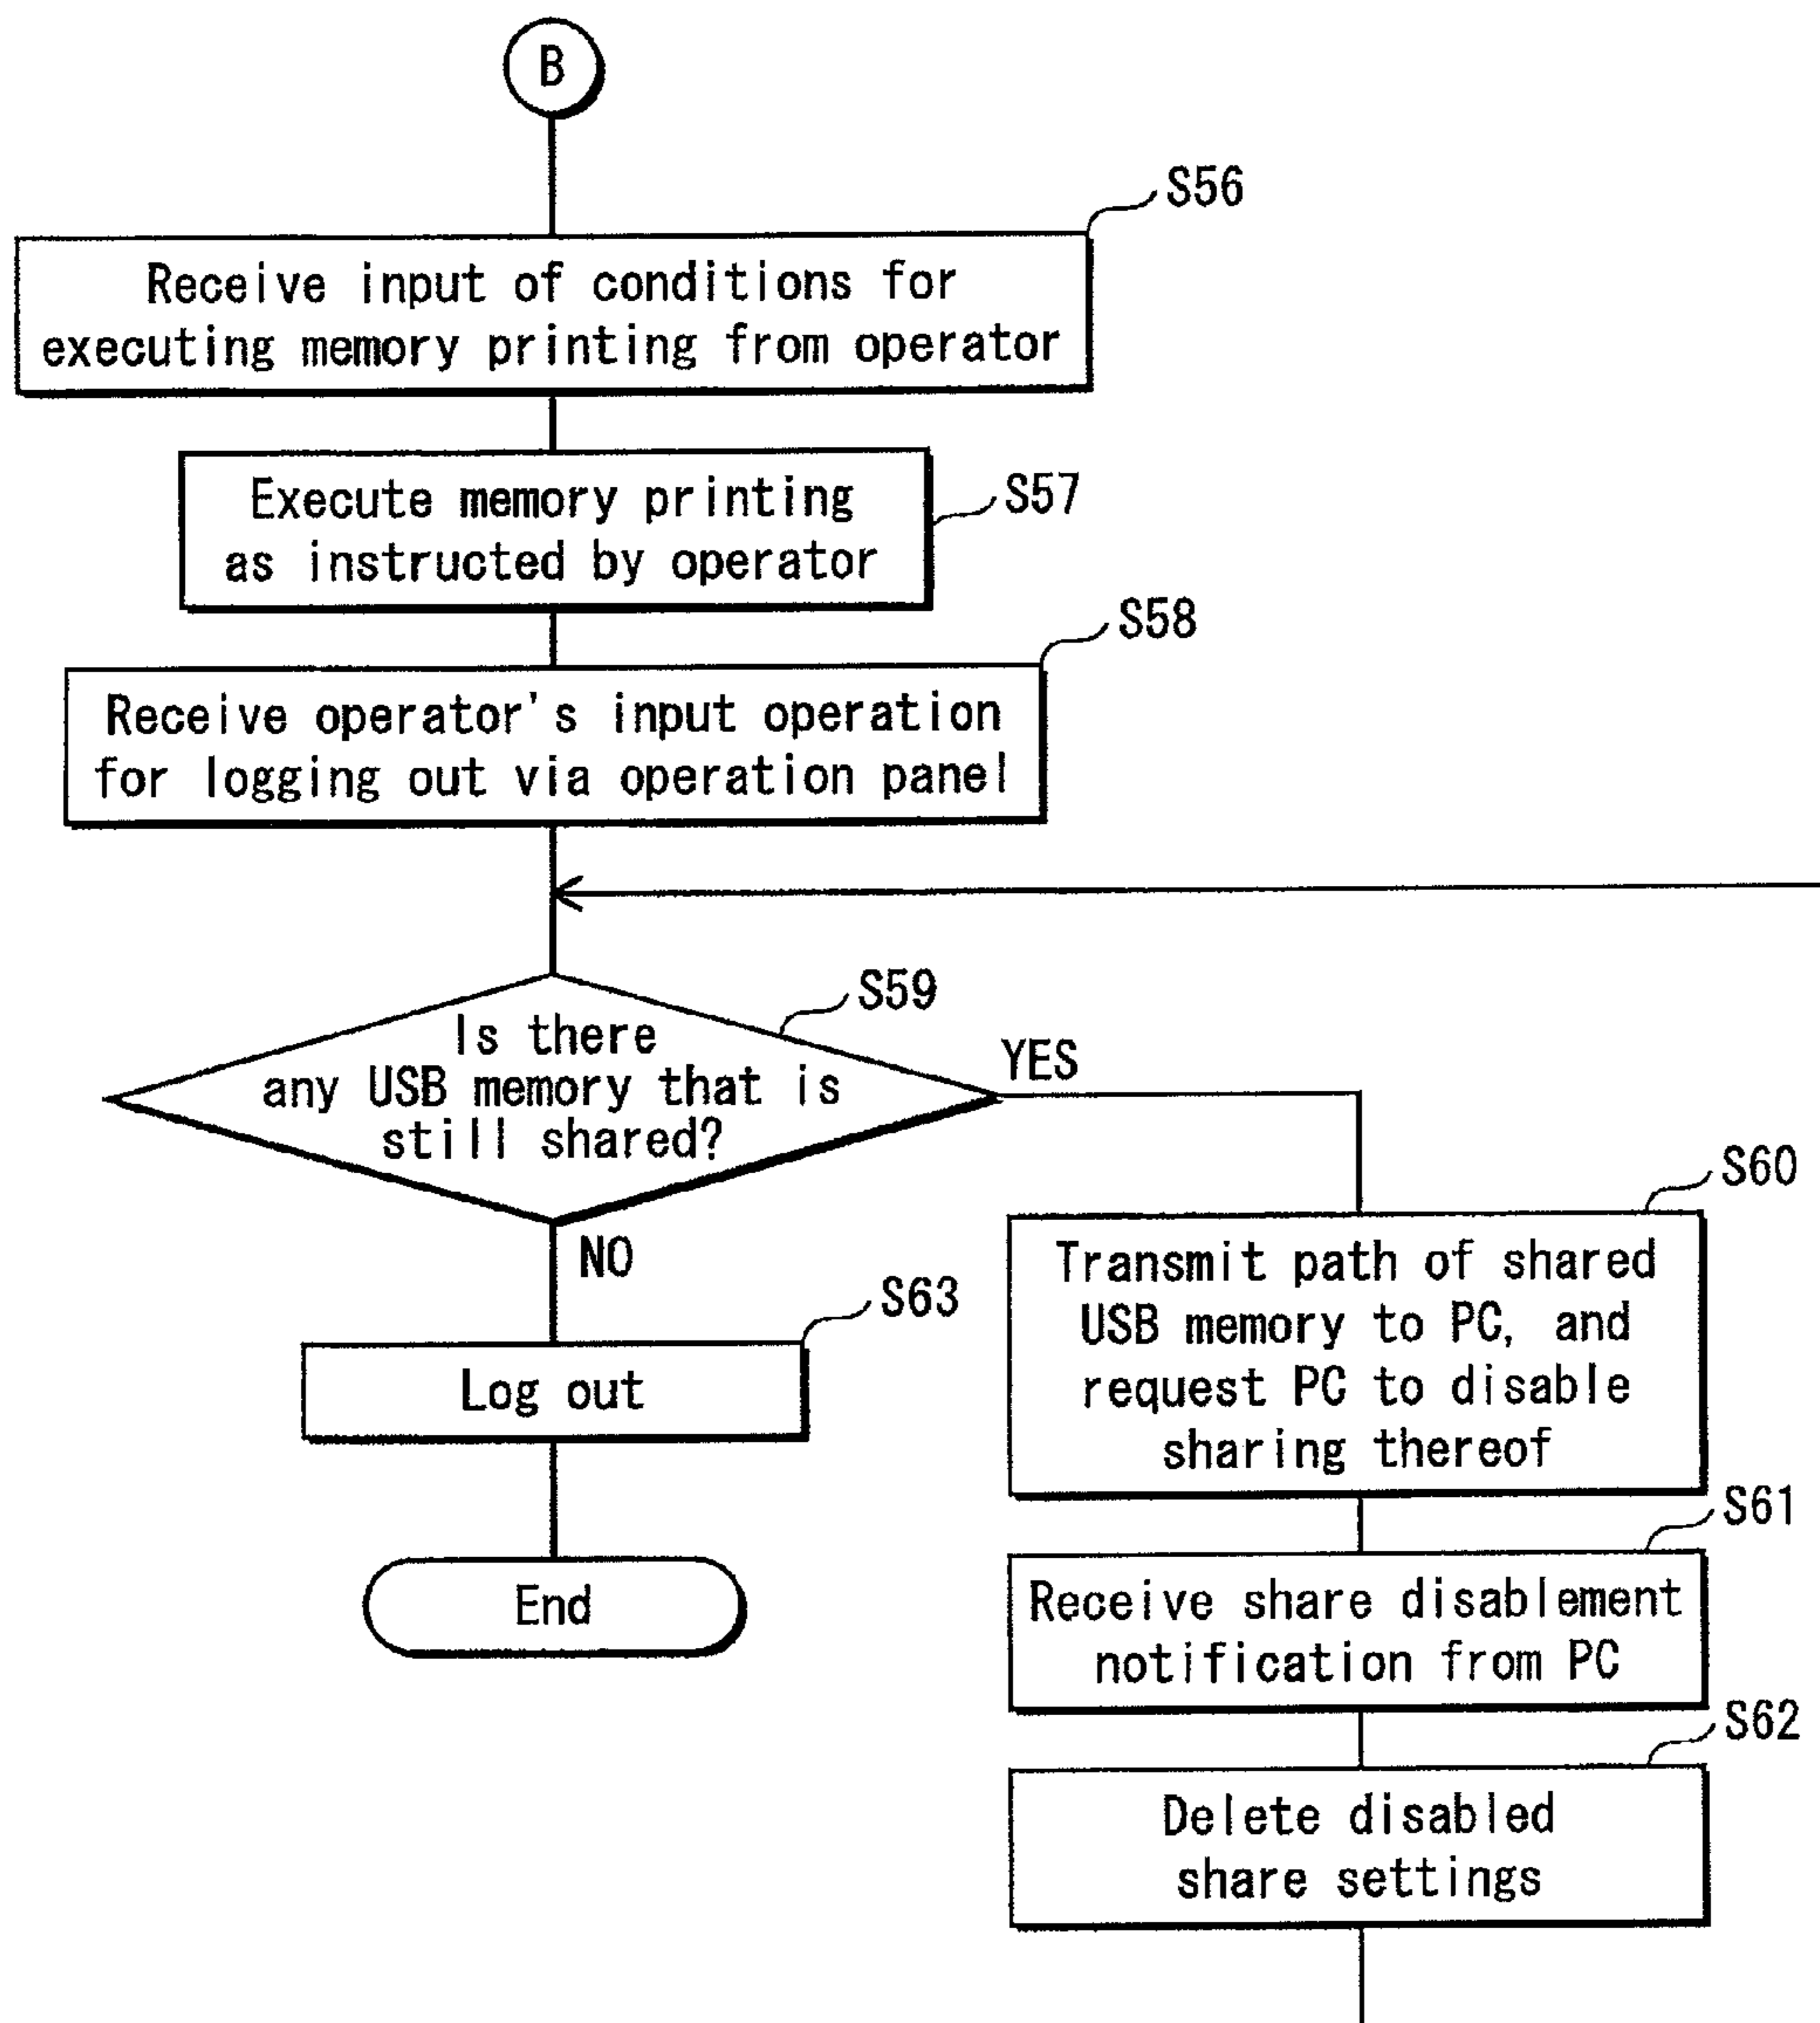 B
S56
Receive input of conditions for
executing memory printing from operator
S57
Execute memory printing
as instructed by operator
S58
Receive operator's input operation
for logging out via operation panel
S59
Is there
any USB memory that is
still shared?
YES
NO
S60
Transmit path of shared
USB memory to PC, and
request PC to disable
sharing thereof
S63
Log out
End
S61
Receive share disablement
notification from PC
S62
Delete disabled
share settings